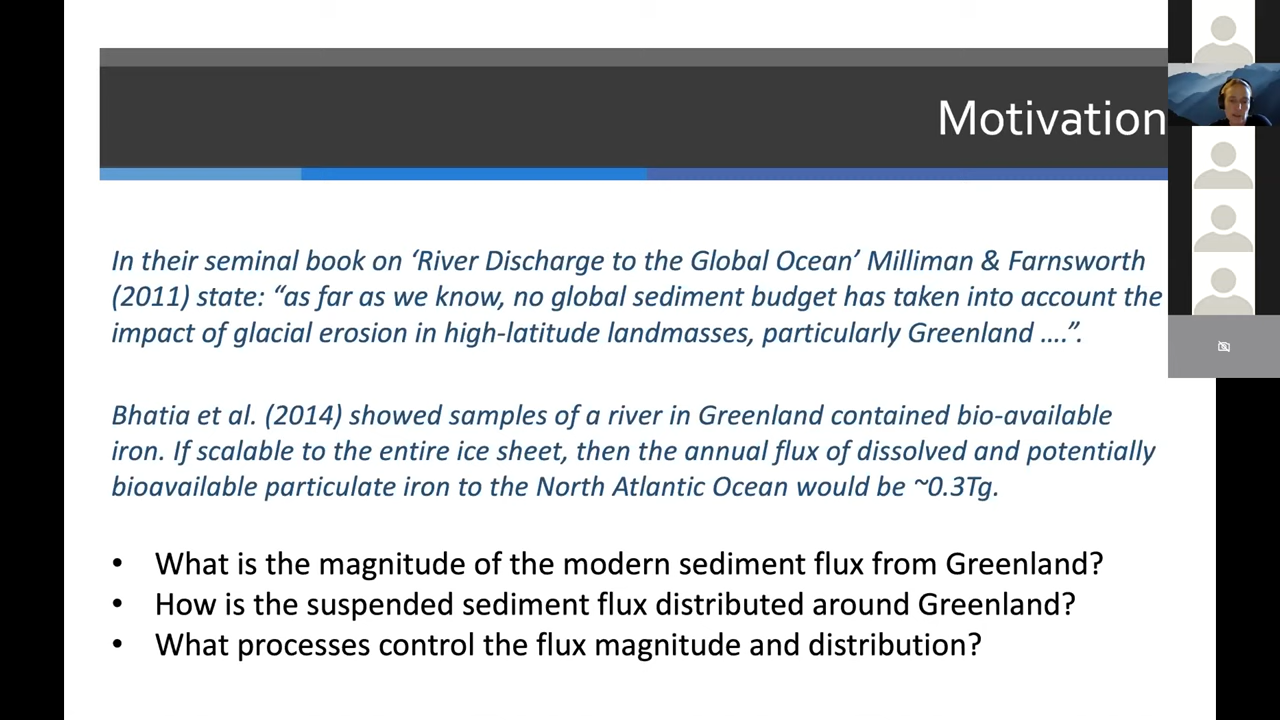 Motivation
In their seminal book on ‘River Discharge to the Global Ocean’ Milliman & Farnsworth
(2011) state: “as far as we know, no global sediment budget has taken into account the
impact of glacial erosion in high-latitude landmasses, particularly Greenland ….”.
Bhatia et al. (2014) showed samples of a river in Greenland contained bio-available
iron. If scalable to the entire ice sheet, then the annual flux of dissolved and potentially
bioavailable particulate iron to the North Atlantic Ocean would be ~0.3Tg.
• What is the magnitude of the modern sediment flux from Greenland?
• How is the suspended sediment flux distributed around Greenland?
• What processes control the flux magnitude and distribution?